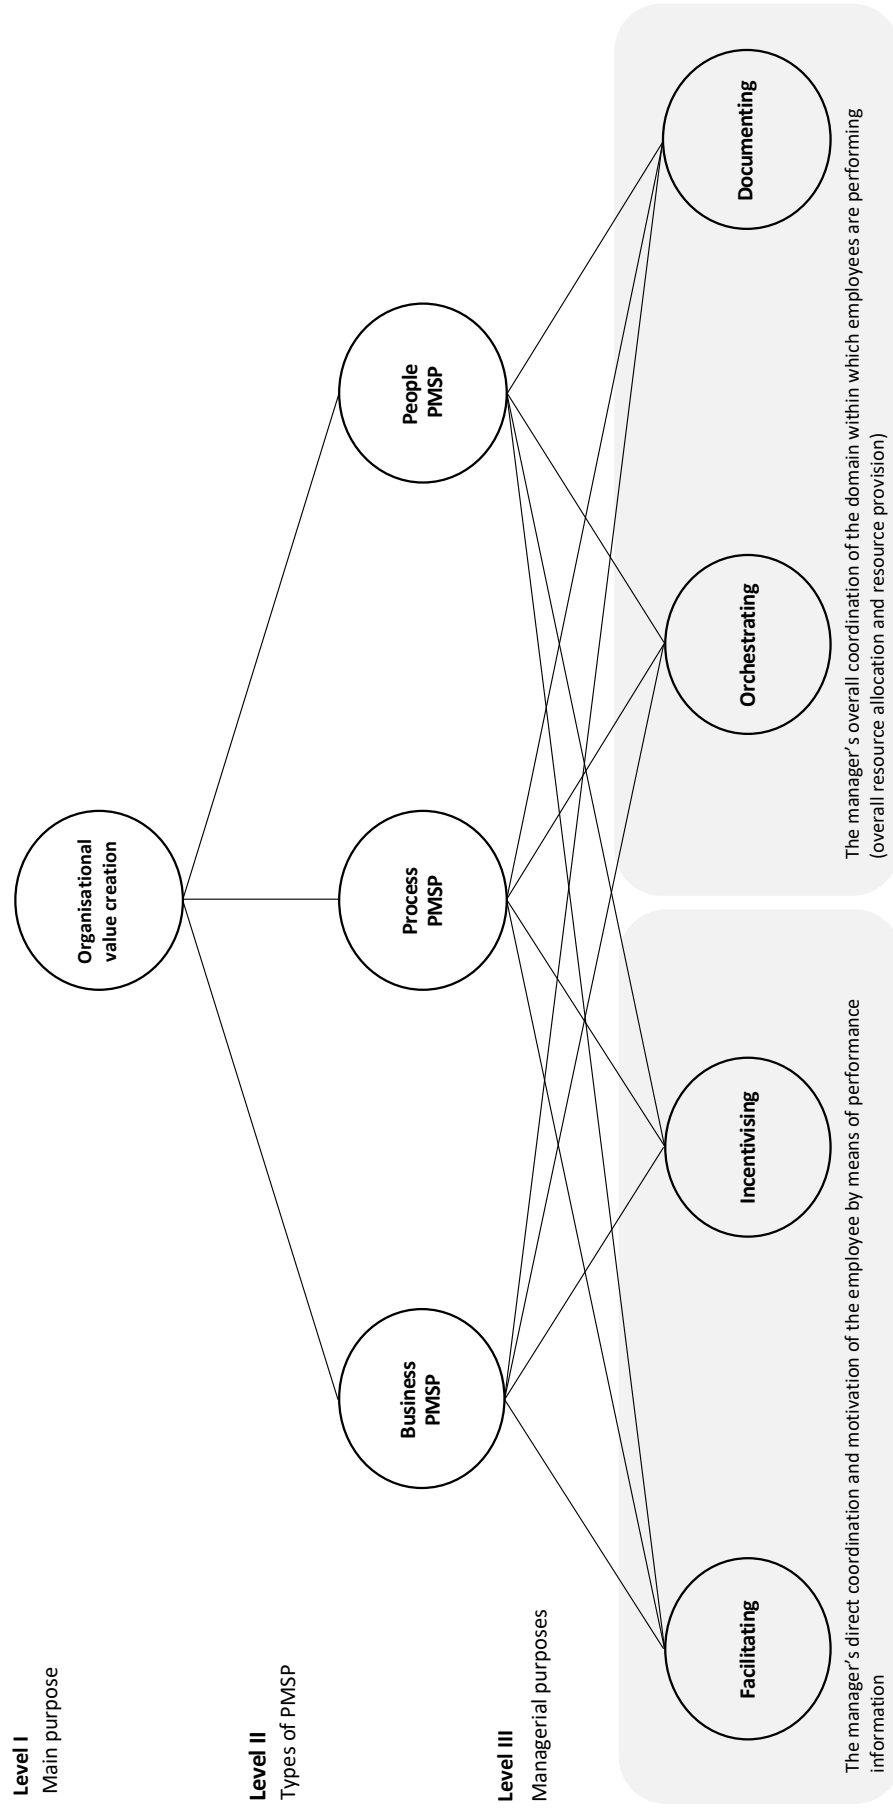 Level I
Main purpose
Organisational
value creation
Level II
Types of PMSP
Business
PMSP
Process
PMSP
People
PMSP
Level III
Managerial purposes
Facilitating
Incentivising
Orchestrating
Documenting
The manager’s direct coordination and motivation of the employee by means of performance
information
The manager’s overall coordination of the domain within which employees are performing
(overall resource allocation and resource provision)